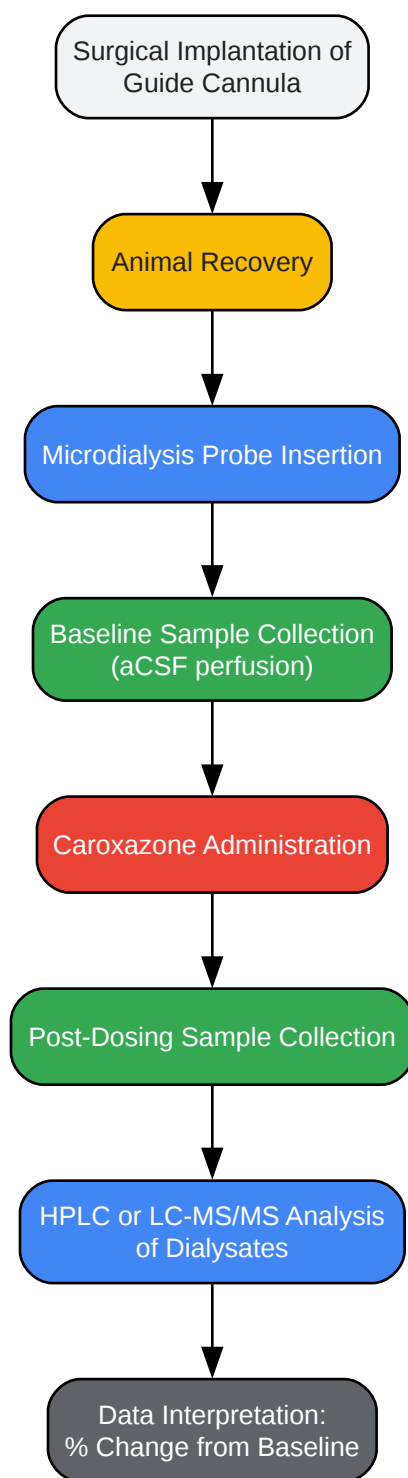 Surgical Implantation of
Guide Cannula
Animal Recovery
Microdialysis Probe Insertion
Baseline Sample Collection
(aCSF perfusion)
Caroxazone Administration
Post-Dosing Sample Collection
HPLC or LC-MS/MS Analysis
of Dialysates
Data Interpretation:
% Change from Baseline